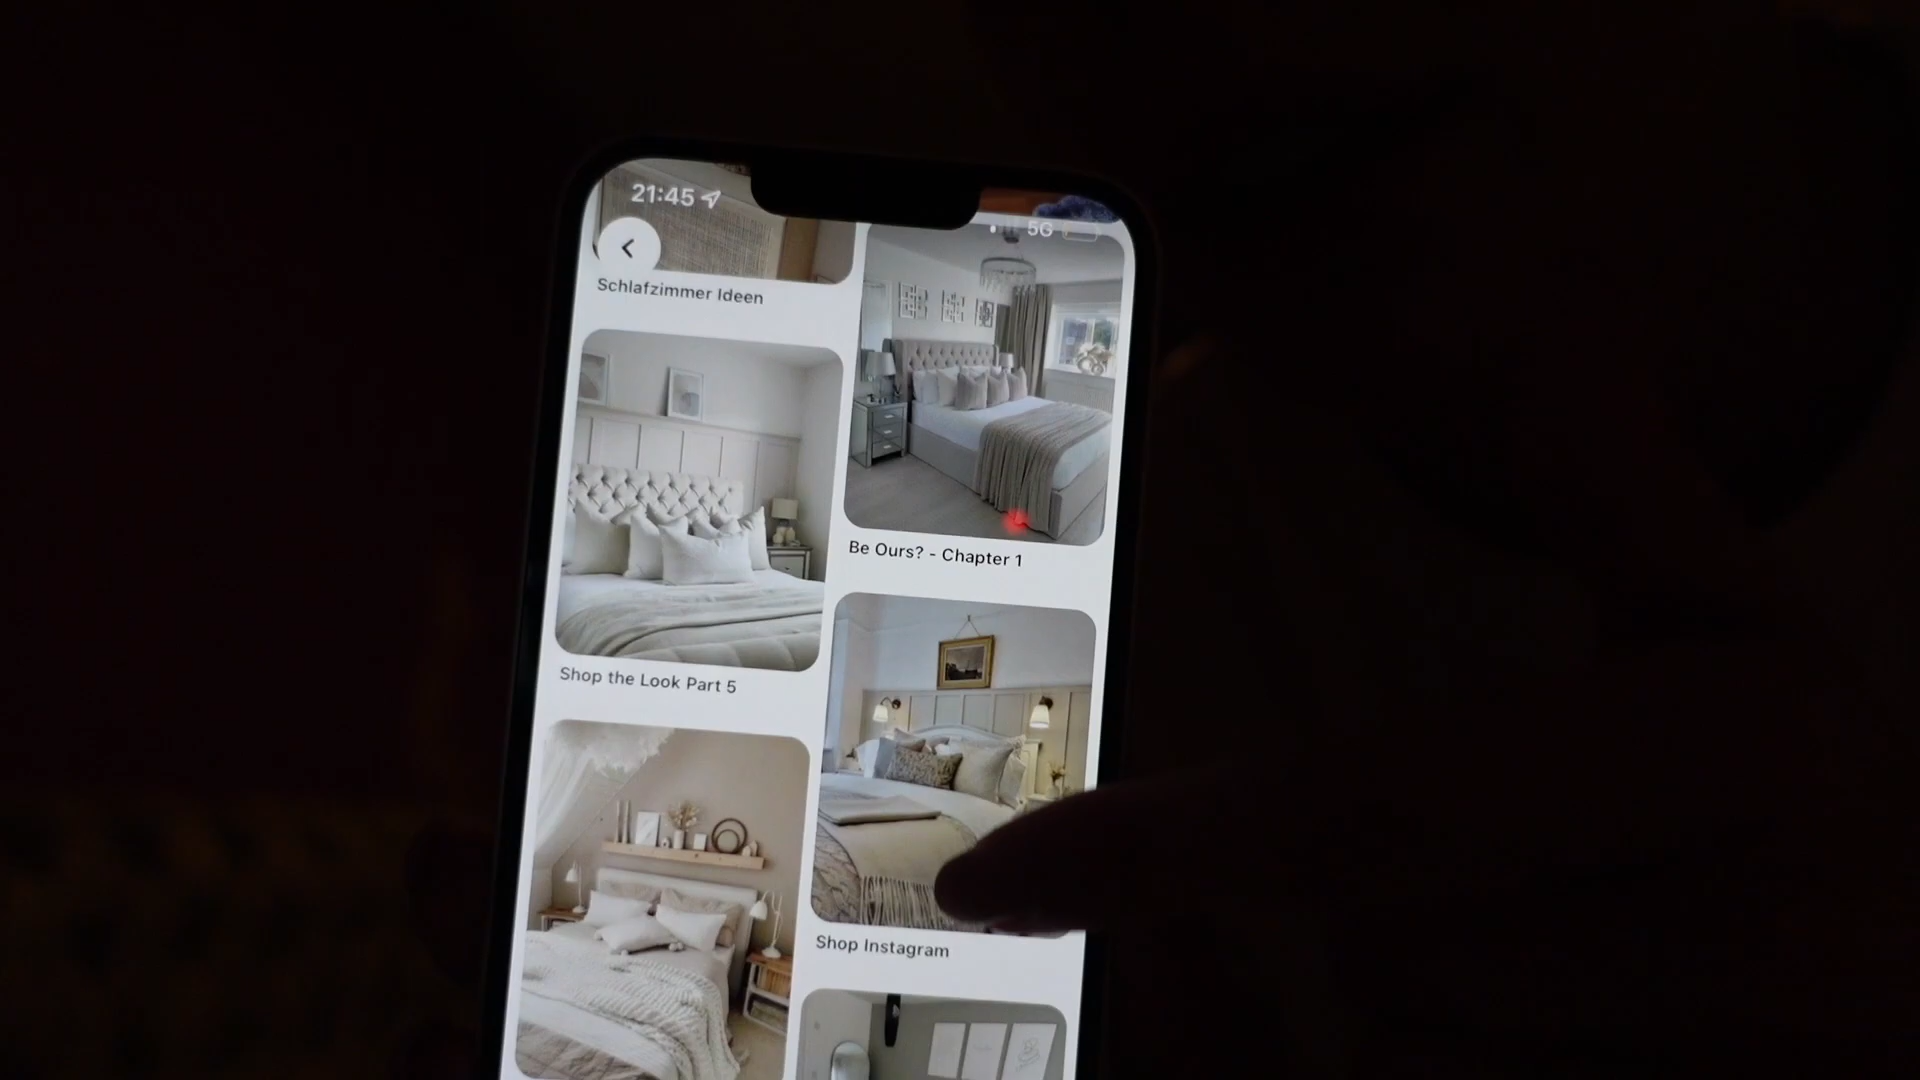 21:45
5G
Schlafzimmer Ideen
Be Ours? - Chapter 1
Shop the Look Part 5
Shop Instagram